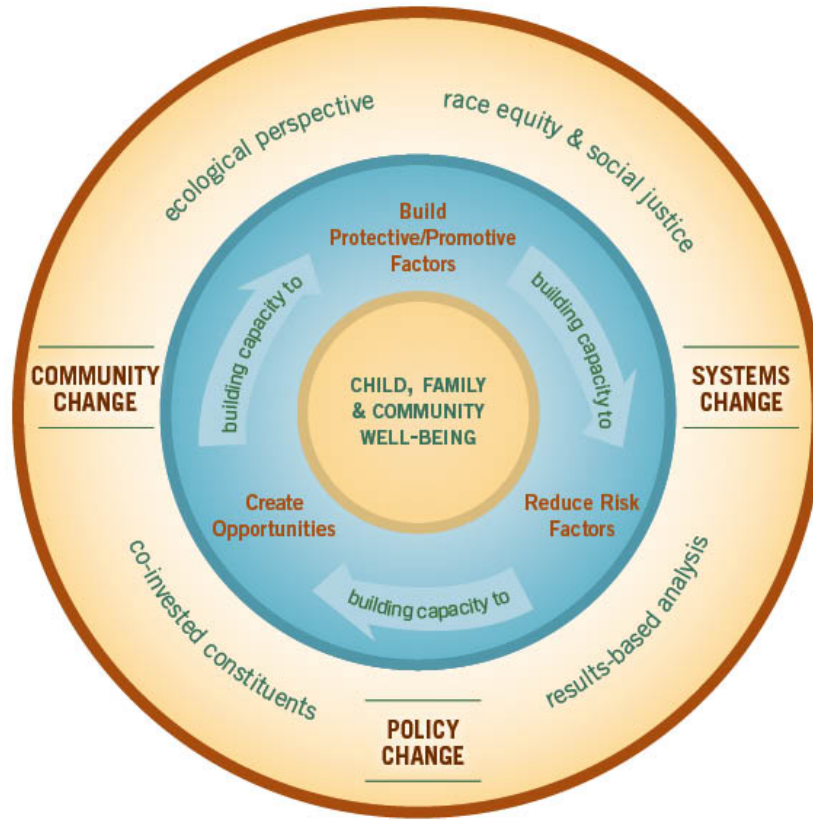 ecological perspective
race equity & social justice
Build
Protective/Promotive
Factors
building capacity to
building capacity to
COMMUNITY
CHANGE
CHILD, FAMILY
& COMMUNITY
WELL-BEING
SYSTEMS
CHANGE
Create
Opportunities
Reduce Risk
Factors
building capacity to
co-invested constituents
results-based analysis
POLICY
CHANGE